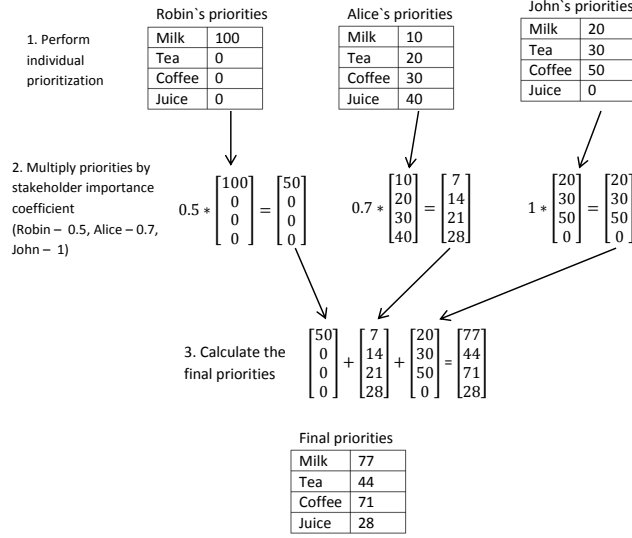 Robin`s priorities
Milk 100
Tea 0
Coffee 0
Juice 0
Alice`s priorities
Milk 10
Tea 20
Coffee 30
Juice 40
John`s priorities
Milk 20
Tea 30
Coffee 50
Juice 0
1. Perform
individual
prioritization
2. Multiply priorities by
stakeholder importance
coefficient
(Robin – 0.5, Alice – 0.7,
John – 1)
0.5 ∗ [100 0 0 0] = [50 0 0 0]
0.7 ∗ [10 20 30 40] = [7 14 21 28]
1 ∗ [20 30 50 0] = [20 30 50 0]
3. Calculate the
final priorities
[50 0 0 0] + [7 14 21 28] + [20 30 50 0] = [77 44 71 28]
Final priorities
Milk 77
Tea 44
Coffee 71
Juice 28